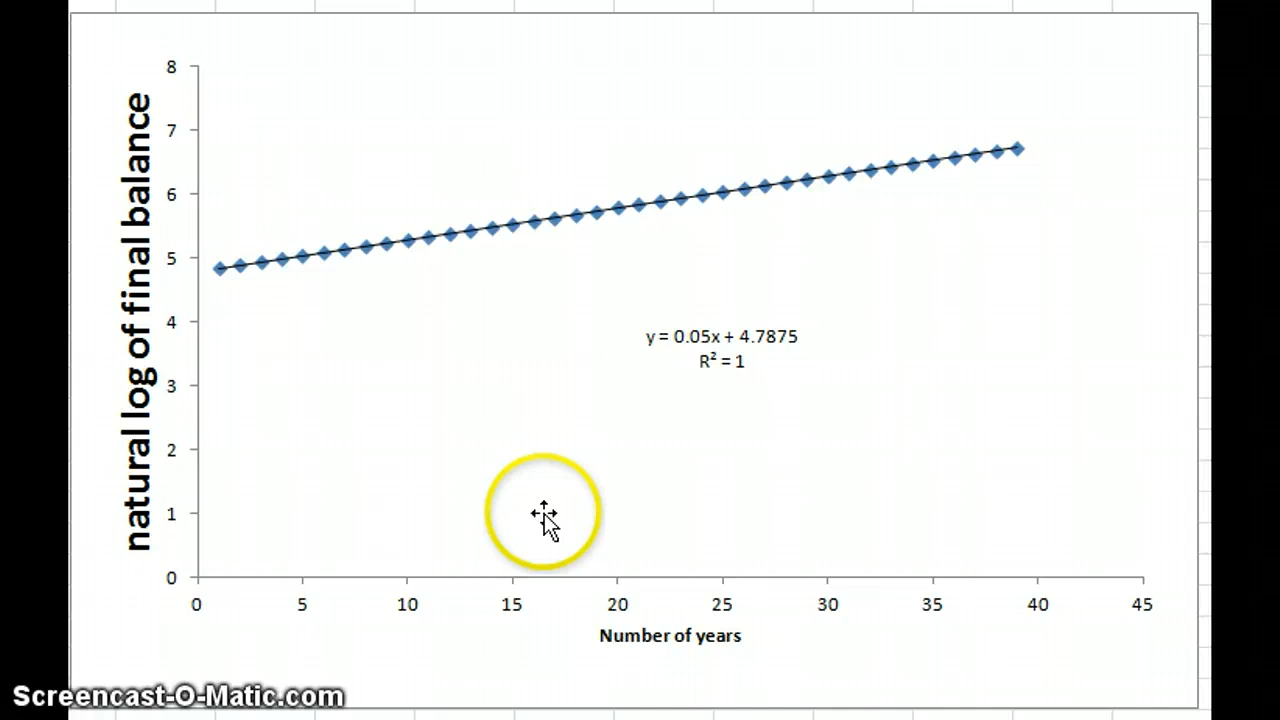 natural log of final balance
8
7
6
5
4
3
2
1
0
y = 0.05x + 4.7875
R² = 1
0 5 10 15 20 25 30 35 40 45
Number of years
Screencast-O-Matic.com